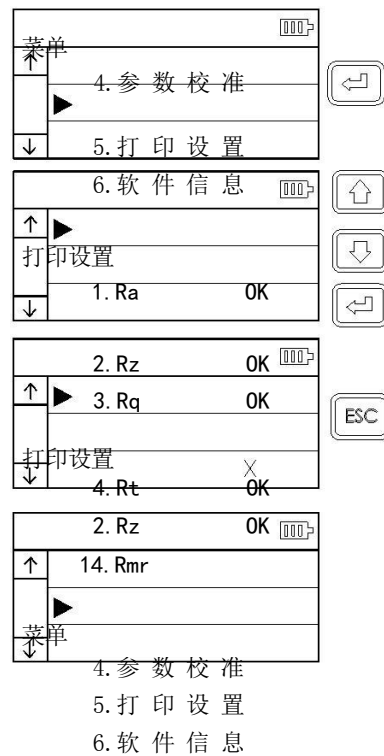 菜单
4.参 数 校 准
5.打 印 设 置
6.软 件 信 息
打印设置
1.Ra OK
2.Rz OK
3.Rq OK
ESC
打印设置
4.Rt OK
2.Rz OK
14.Rmr
菜单
4.参 数 校 准
5.打 印 设 置
6.软 件 信 息